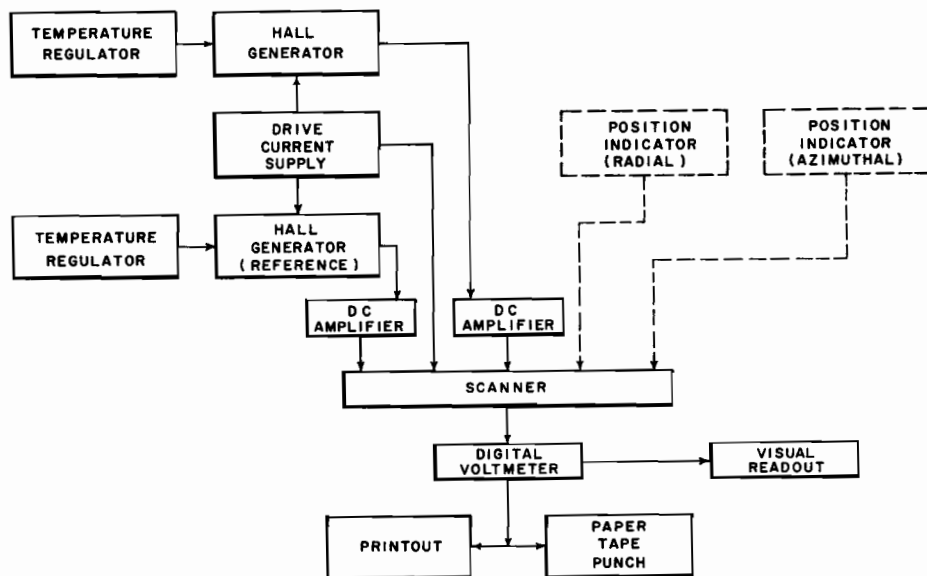 TEMPERATURE
REGULATOR
HALL
GENERATOR
DRIVE
CURRENT
SUPPLY
POSITION
INDICATOR
(RADIAL)
POSITION
INDICATOR
(AZIMUTHAL)
TEMPERATURE
REGULATOR
HALL
GENERATOR
(REFERENCE)
DC
AMPLIFIER
DC
AMPLIFIER
SCANNER
DIGITAL
VOLTMETER
VISUAL
READOUT
PRINTOUT
PAPER
TAPE
PUNCH